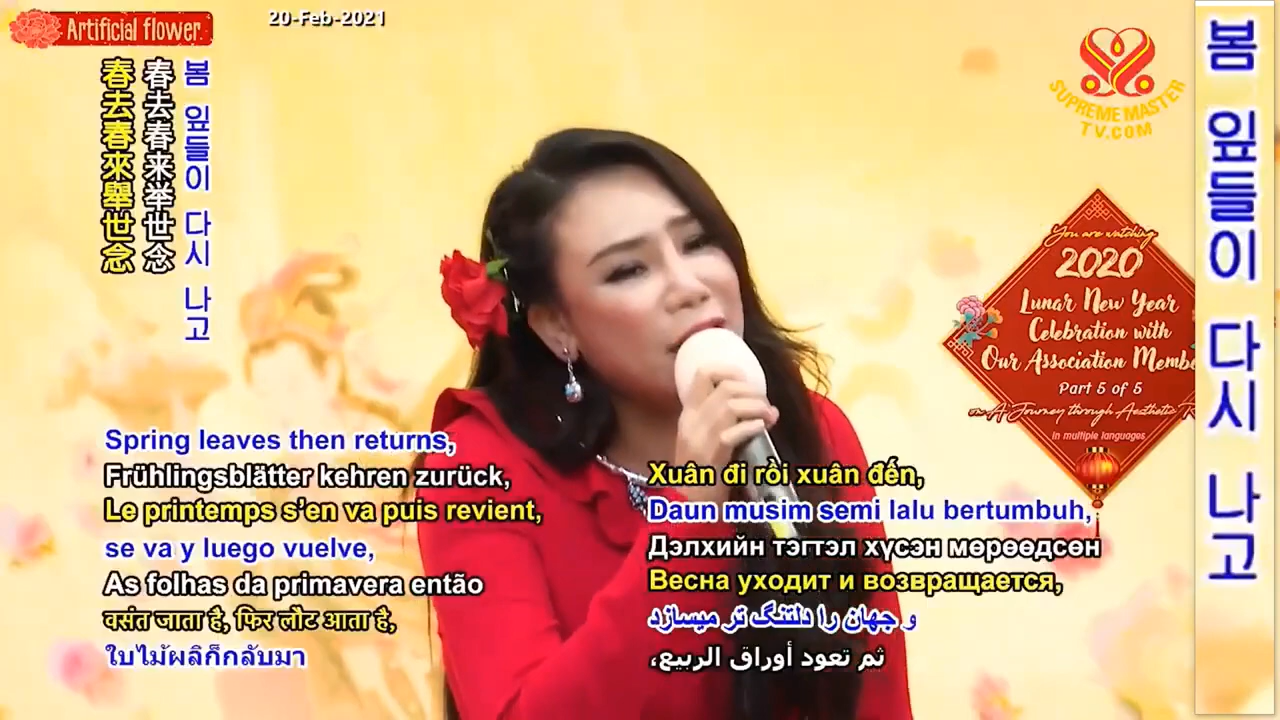 Artificial flower.
20-Feb-2021
春去春來舉世念
春去春来举世念
봄 잎들이 다시 나고
SUPREME MASTER
TV.COM
You are watching
2020
Lunar New Year
Celebration with
Our Association
Part 5 of 5
A Journey through Aesthetic
in multiple languages
봄 잎들이 다시 나고
Spring leaves then returns,
Frühlingsblätter kehren zurück,
Le printemps s’en va puis revient,
se va y luego vuelve,
As folhas da primavera então
वसंत जाता है, फिर लौट आता है,
ใบไม้ผลิก็กลับมา
Xuân đi rồi xuân đến,
Daun musim semi lalu bertumbuh,
Дэлхийн тэгтэл хүсэн мөрөөдсөн
Весна уходит и возвращается,
و جهان را دلتنگ تر میسازد
ثم تعود أوراق الربيع،